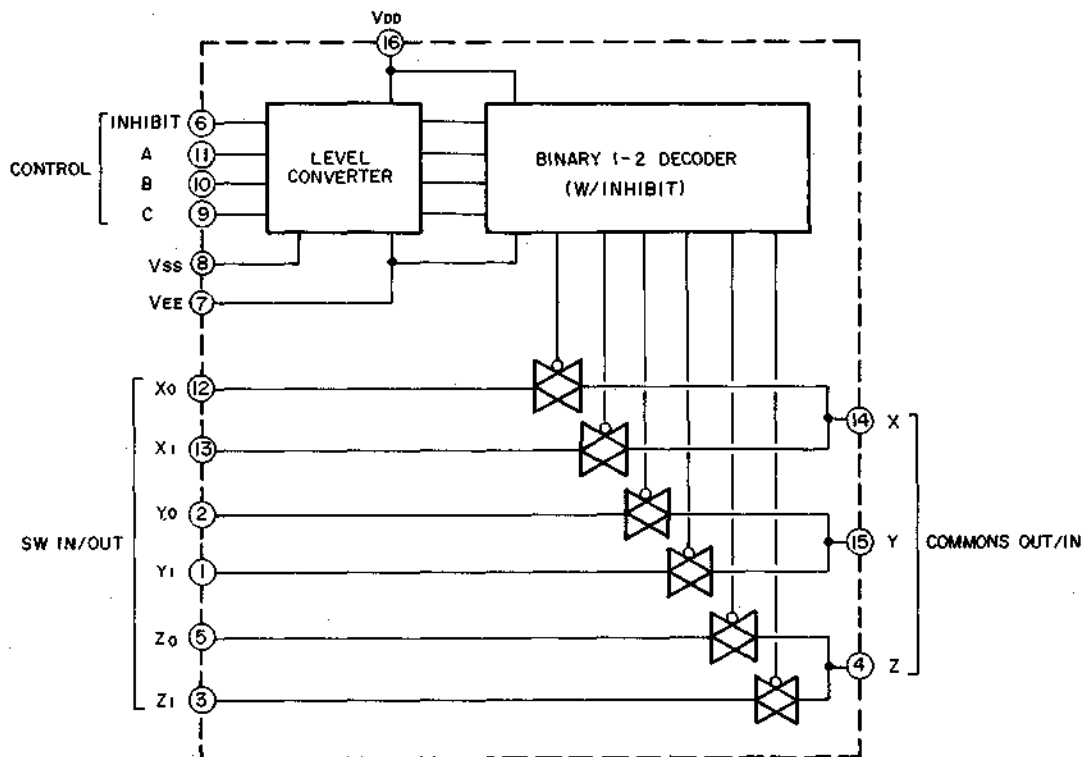 VDD
16
INHIBIT 6
A 11
CONTROL
B 10
C 9
LEVEL
CONVERTER
BINARY 1-2 DECODER
(W/INHIBIT)
VSS 8
VEE 7
X0 12
X1 13
Y0 2
SW IN/OUT
Y1 1
Z0 5
Z1 3
14 X
15 Y
COMMONS OUT/IN
4 Z